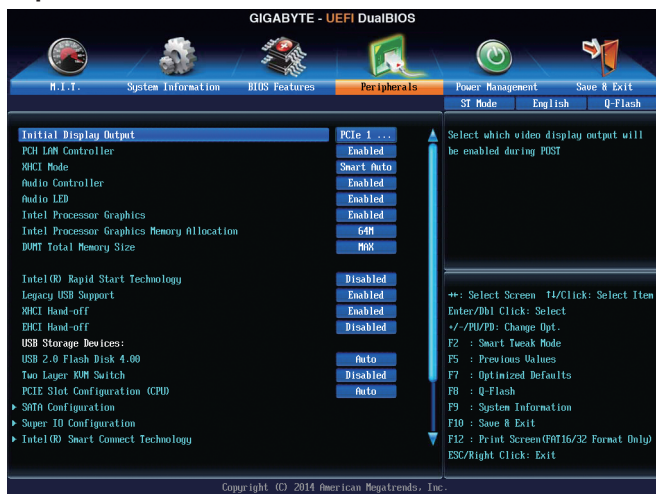 GIGABYTE - UEFI DualBIOS
M.I.T. System Information BIOS Features Peripherals Power Management Save & Exit
ST Mode English Q-Flash
Initial Display Output PCIe 1 ...
PCH LAN Controller Enabled
XHCI Mode Smart Auto
Audio Controller Enabled
Audio LED Enabled
Intel Processor Graphics Enabled
Intel Processor Graphics Memory Allocation 64M
DVMT Total Memory Size MAX
Intel(R) Rapid Start Technology Disabled
Legacy USB Support Enabled
XHCI Hand-off Enabled
EHCI Hand-off Disabled
USB Storage Devices:
USB 2.0 Flash Disk 4.00 Auto
Two Layer KVM Switch Disabled
PCIE Slot Configuration (CPU) Auto
SATA Configuration
Super IO Configuration
Intel(R) Smart Connect Technology
Select which video display output will
be enabled during POST
↔: Select Screen ↑↓/Click: Select Item
Enter/Dbl Click: Select
+/-/PU/PD: Change Opt.
F2 : Smart Tweak Mode
F5 : Previous Values
F7 : Optimized Defaults
F8 : Q-Flash
F9 : System Information
F10 : Save & Exit
F12 : Print Screen(FAT16/32 Format Only)
ESC/Right Click: Exit
Copyright (C) 2014 American Megatrends, Inc.